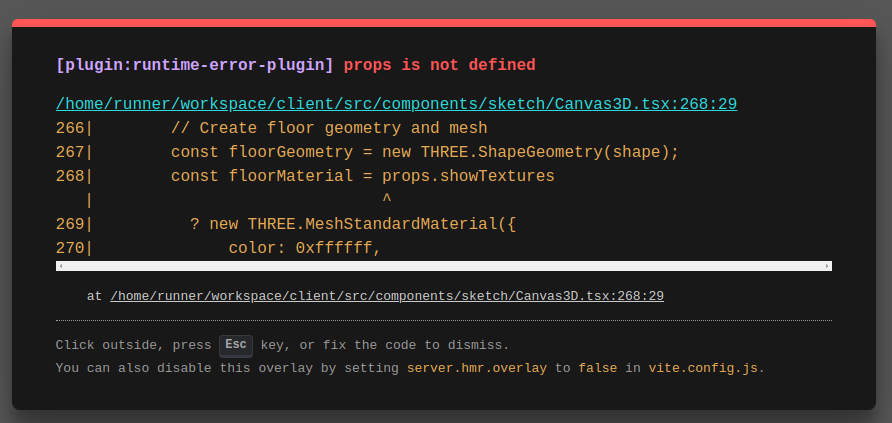 [plugin:runtime-error-plugin] props is not defined
/home/runner/workspace/client/src/components/sketch/Canvas3D.tsx:268:29
266|        // Create floor geometry and mesh
267|        const floorGeometry = new THREE.ShapeGeometry(shape);
268|        const floorMaterial = props.showTextures
   |                              ^
269|          ? new THREE.MeshStandardMaterial({
270|              color: 0xffffff,
at /home/runner/workspace/client/src/components/sketch/Canvas3D.tsx:268:29
Click outside, press Esc key, or fix the code to dismiss.
You can also disable this overlay by setting server.hmr.overlay to false in vite.config.js.